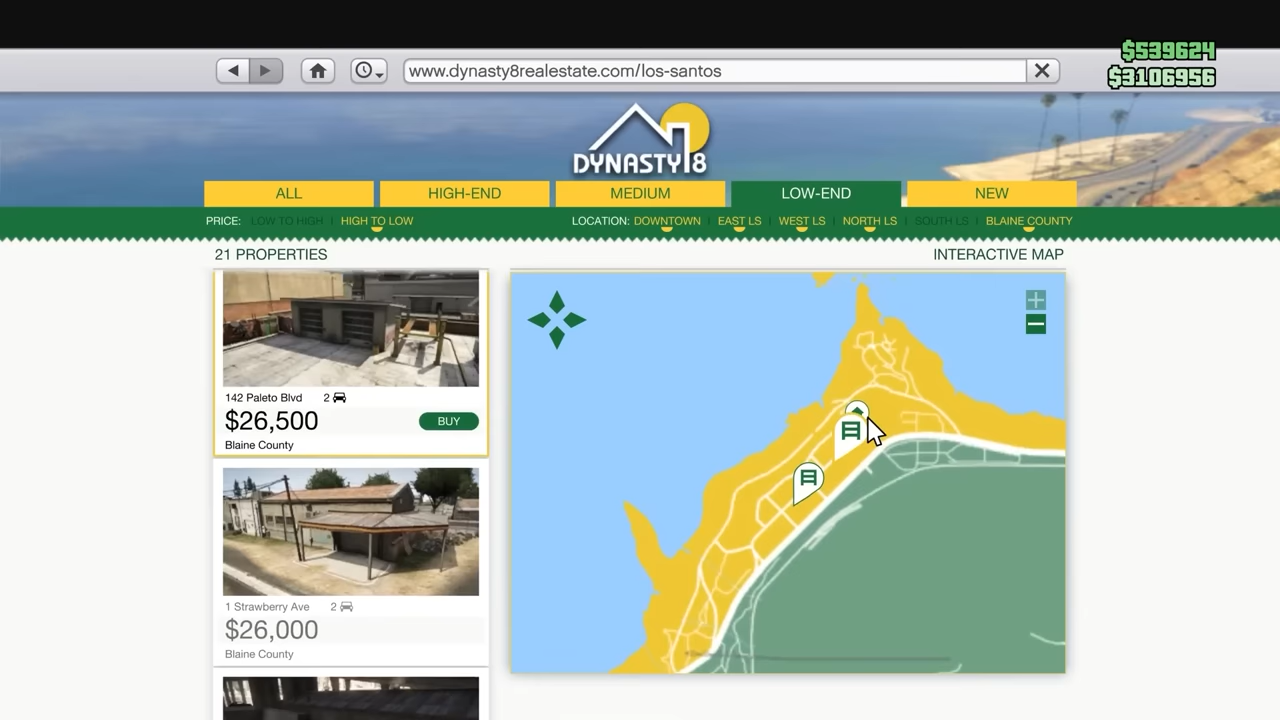 $539624
www.dynasty8realestate.com/los-santos
$3106956
DYNASTY 8
ALL
HIGH-END
MEDIUM
LOW-END
NEW
PRICE: LOW TO HIGH | HIGH TO LOW
LOCATION: DOWNTOWN | EAST LS | WEST LS | NORTH LS | SOUTH LS | BLAINE COUNTY
21 PROPERTIES
INTERACTIVE MAP
142 Paleto Blvd 2
$26,500
BUY
Blaine County
1 Strawberry Ave 2
$26,000
Blaine County